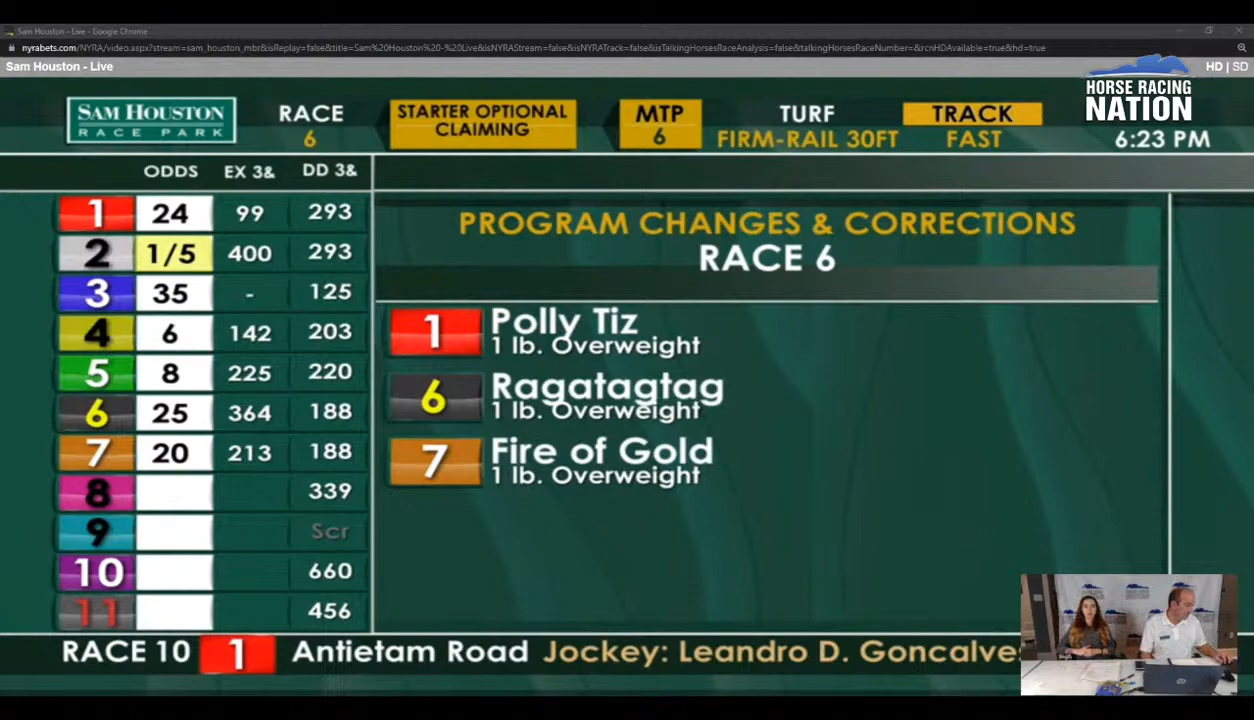 Sam Houston - Live - Google Chrome
nyrabets.com/NYRA/video.aspx?stream=sam_houston_mbr&isReplay=false&title=Sam%20Houston%20-%20Live&isNYRAStream=false&isNYRATrack=false&isTalkingHorsesRaceAnalysis=false&talkingHorsesRaceNumber=&rcnHDAvailable=true&hd=true
Sam Houston - Live HD | SD
HORSE RACING
NATION
SAM HOUSTON
RACE PARK
RACE
6
STARTER OPTIONAL
CLAIMING
MTP
6
TURF
FIRM-RAIL 30FT
TRACK
FAST
6:23 PM
ODDS EX 3& DD 3&
1 24 99 293
2 1/5 400 293
3 35 - 125
4 6 142 203
5 8 225 220
6 25 364 188
7 20 213 188
8 339
9 Scr
10 660
11 456
PROGRAM CHANGES & CORRECTIONS
RACE 6
1 Polly Tiz
1 lb. Overweight
6 Ragatagtag
1 lb. Overweight
7 Fire of Gold
1 lb. Overweight
RACE 10 1 Antietam Road Jockey: Leandro D. Goncalves